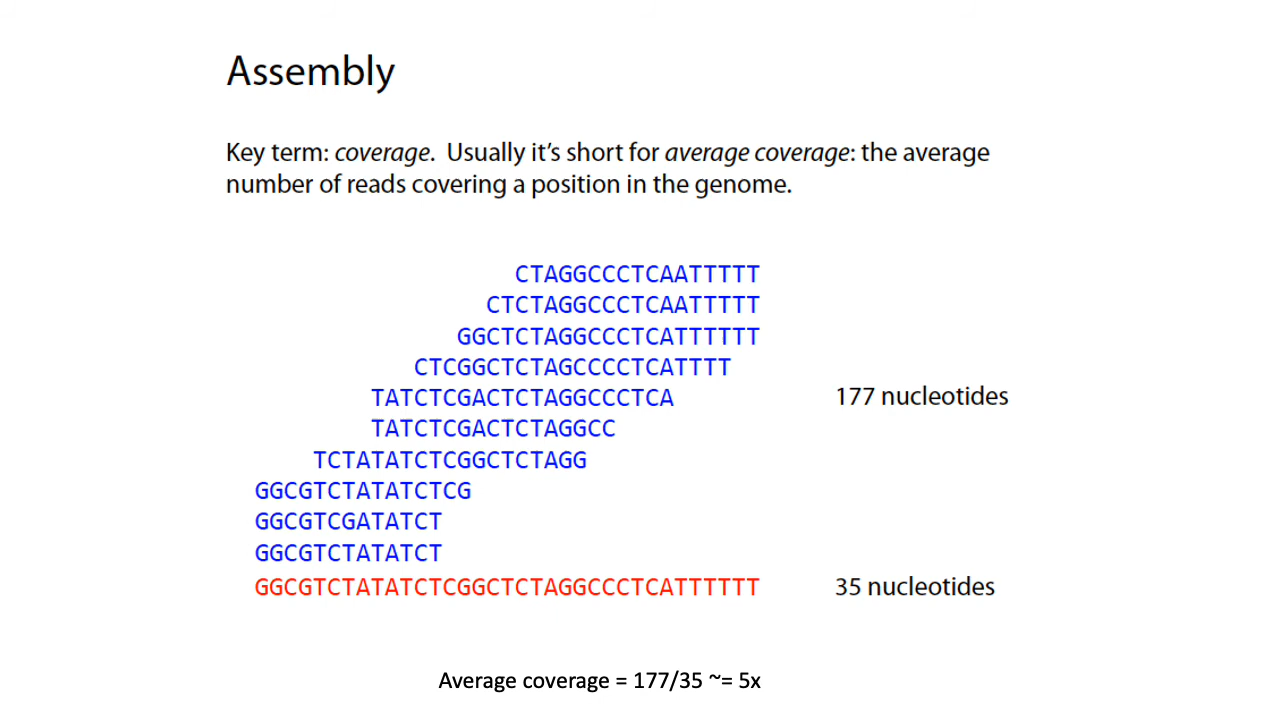 Assembly
Key term: coverage. Usually it's short for average coverage: the average
number of reads covering a position in the genome.
CTAGGCCCTCAATTTTT
CTCTAGGCCCTCAATTTTT
GGCTCTAGGCCCTCATTTTTT
CTCGGCTCTAGCCCCTCATTTT
TATCTCGACTCTAGGCCCTCA
177 nucleotides
TATCTCGACTCTAGGCC
TCTATATCTCGGCTCTAGG
GGCGTCTATATCTCG
GGCGTCGATATCT
GGCGTCTATATCT
GGCGTCTATATCTCGGCTCTAGGCCCTCATTTTTT
35 nucleotides
Average coverage = 177/35 ~= 5x